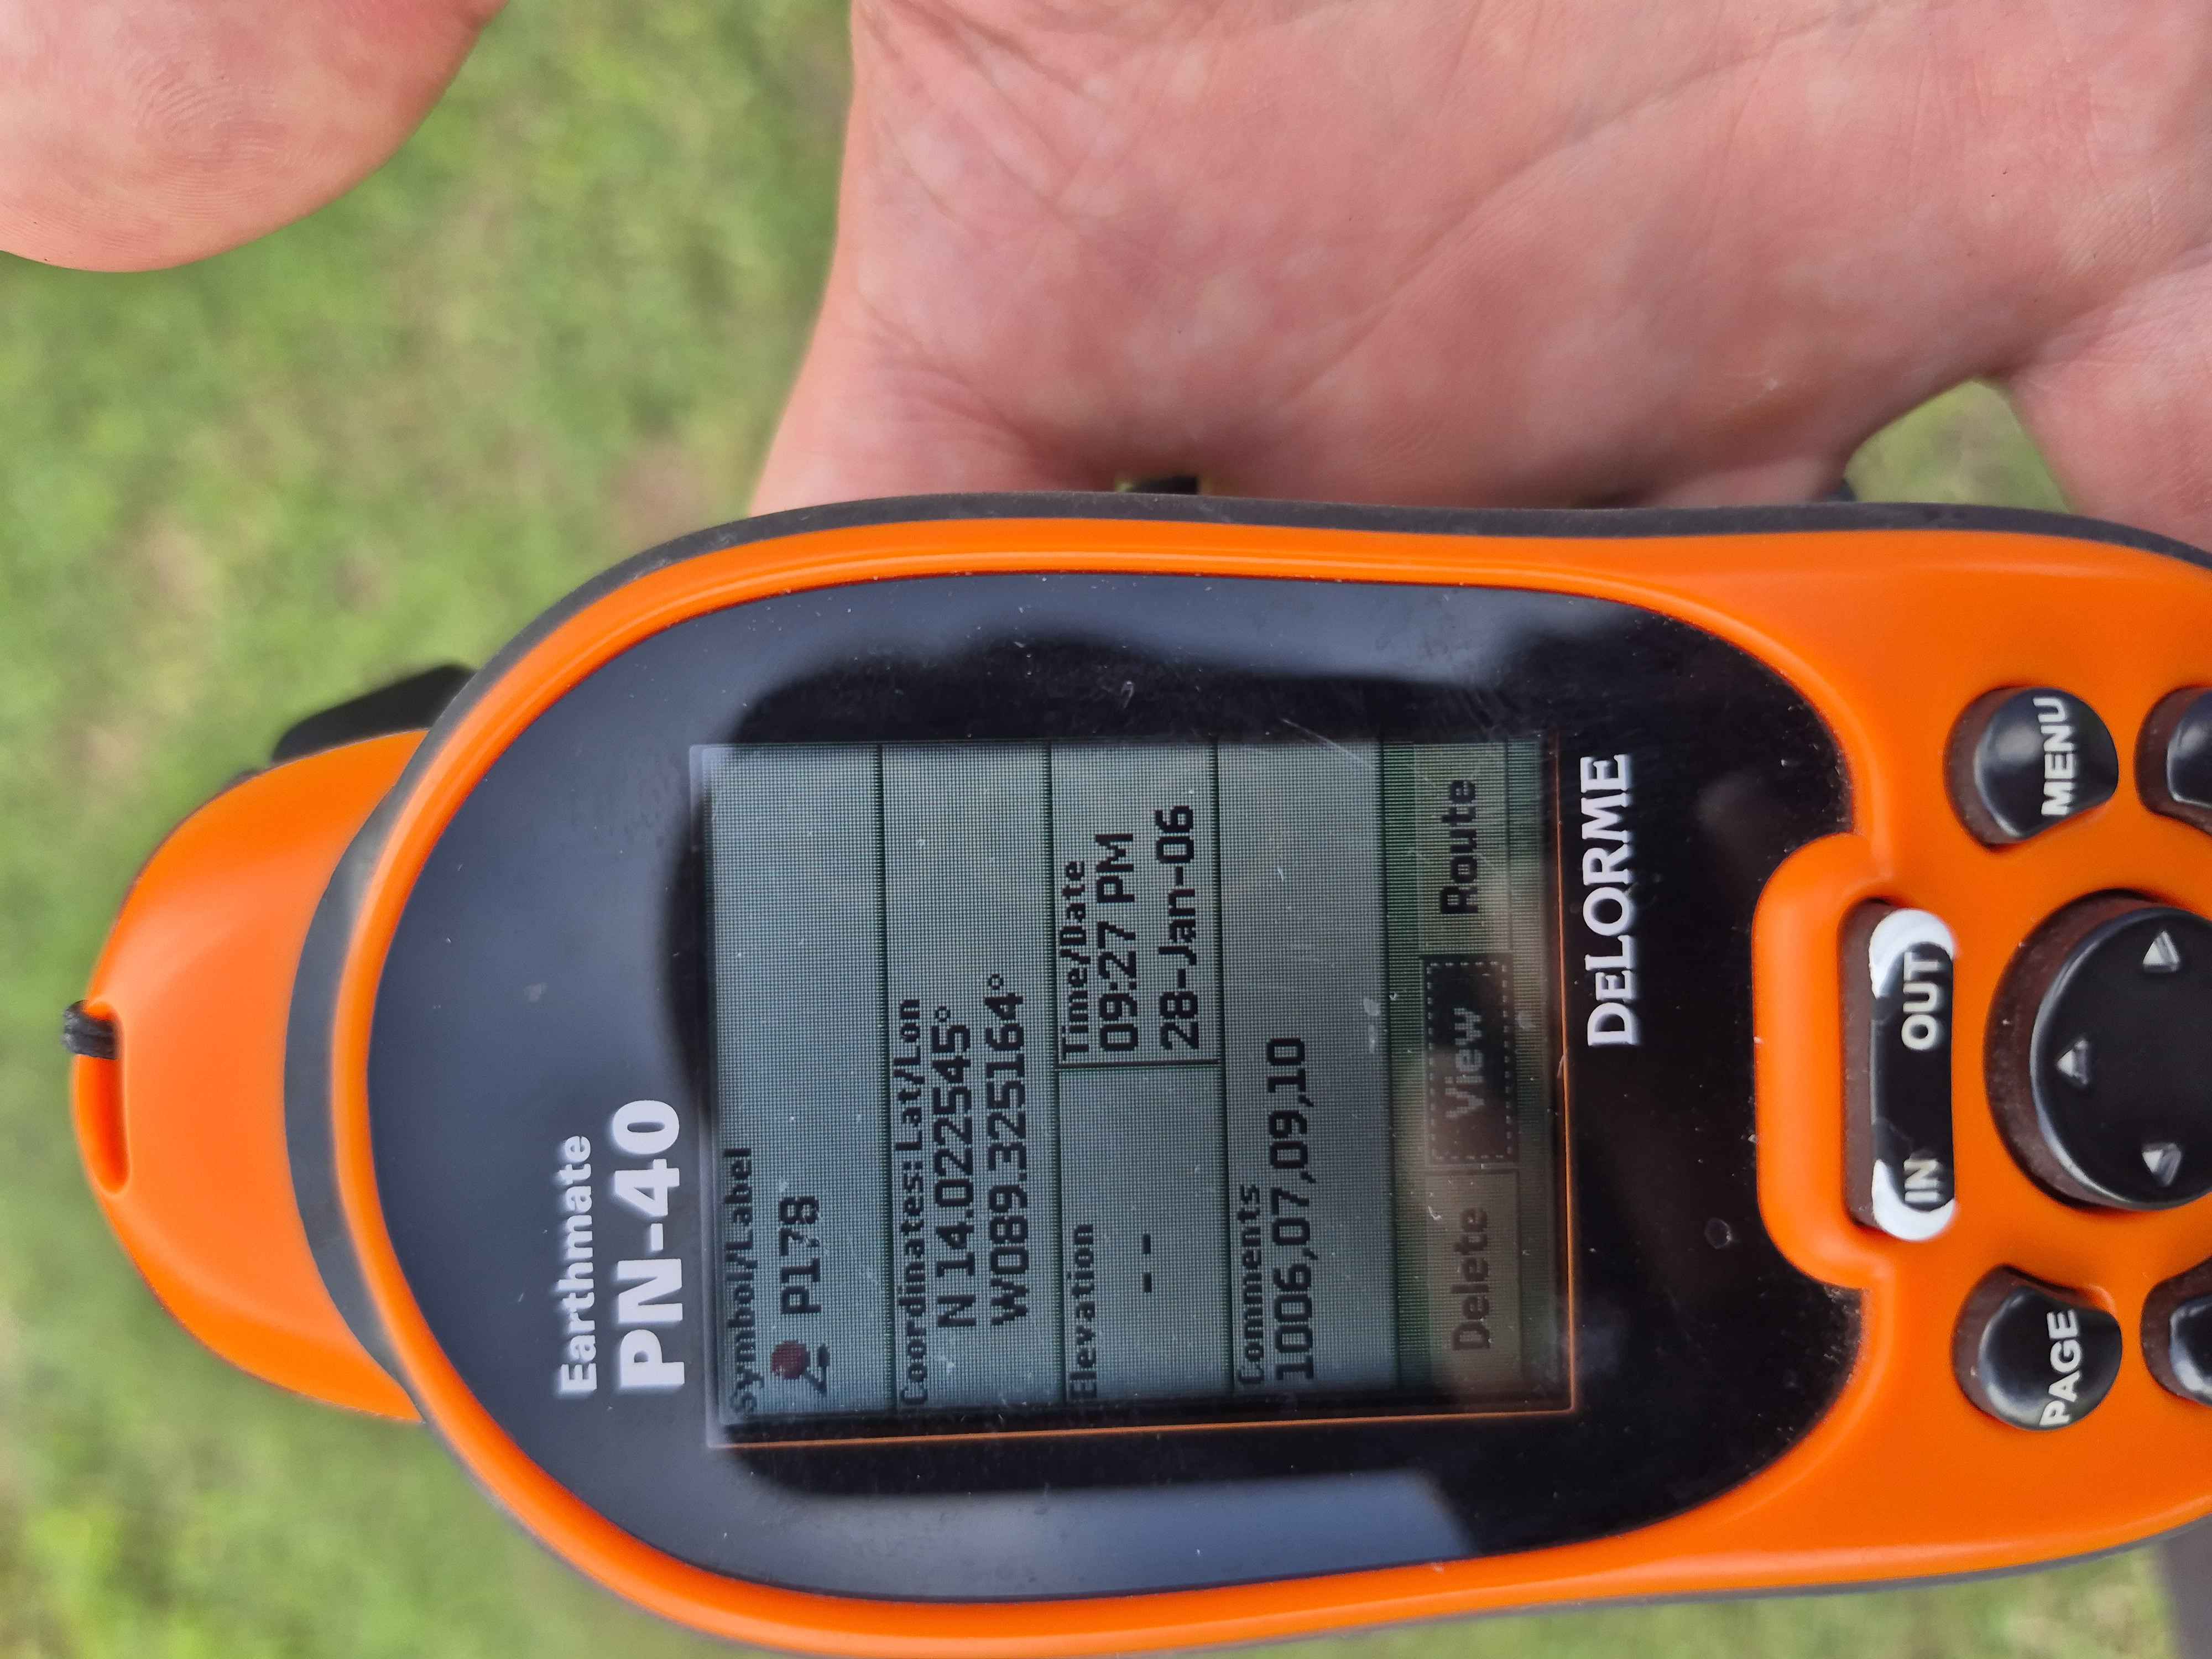 Earthmate
PN-40
Symbol/Label
P178
Coordinates: Lat/Lon
N 14.022545°
W089.325164°
Elevation
- -
Time/Date
09:27 PM
28-Jan-06
Comments
1006,07,09,10
Delete View Route
DELORME
PAGE
IN OUT
MENU